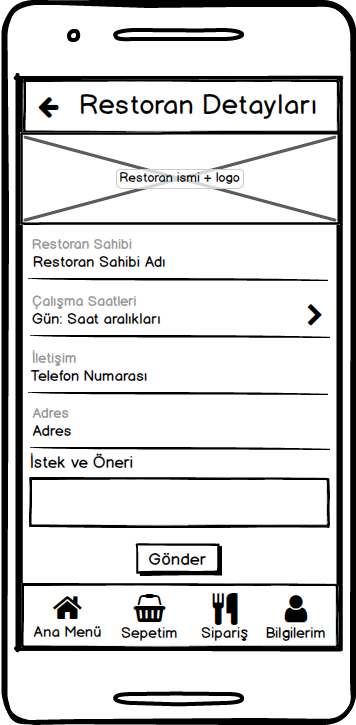 Restoran Detayları
Restoran ismi + logo
Restoran Sahibi
Restoran Sahibi Adı
Çalışma Saatleri
Gün: Saat aralıkları
İletişim
Telefon Numarası
Adres
Adres
İstek ve Öneri
Gönder
Ana Menü Sepetim Sipariş Bilgilerim